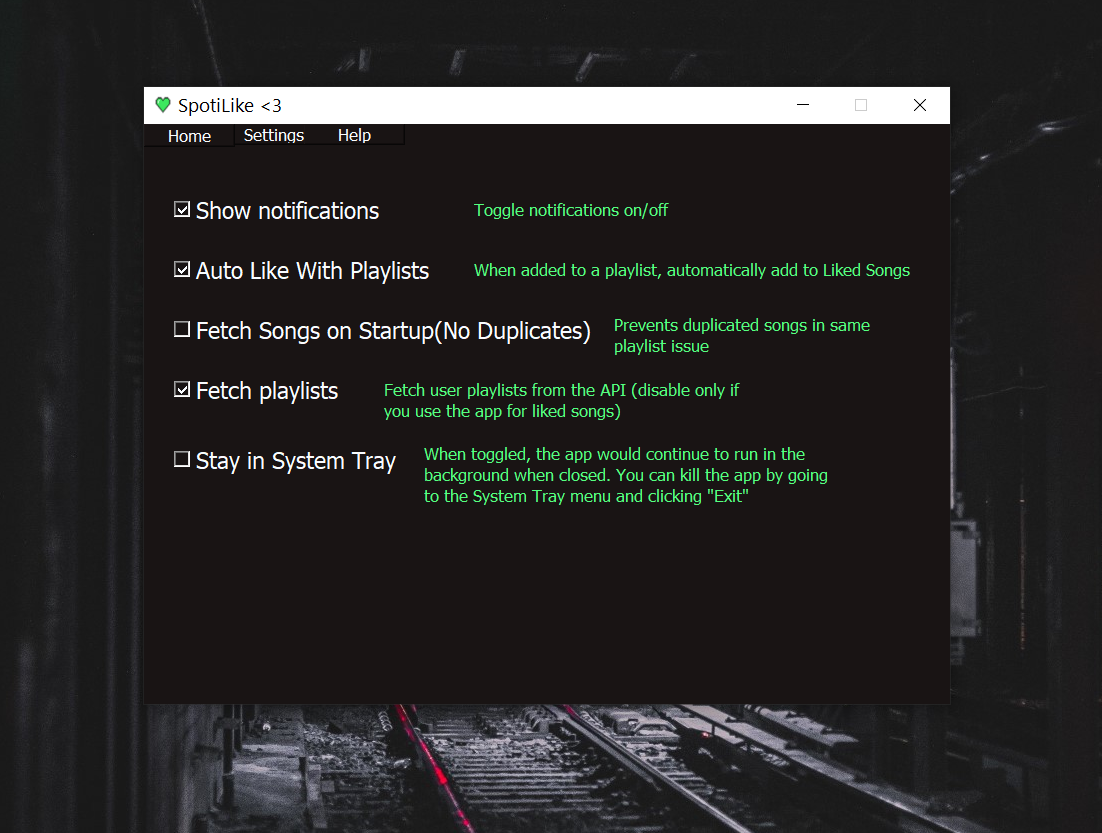 SpotiLike <3
Home Settings Help
Show notifications Toggle notifications on/off
Auto Like With Playlists When added to a playlist, automatically add to Liked Songs
Fetch Songs on Startup(No Duplicates) Prevents duplicated songs in same
playlist issue
Fetch playlists Fetch user playlists from the API (disable only if
you use the app for liked songs)
Stay in System Tray When toggled, the app would continue to run in the
background when closed. You can kill the app by going
to the System Tray menu and clicking "Exit"